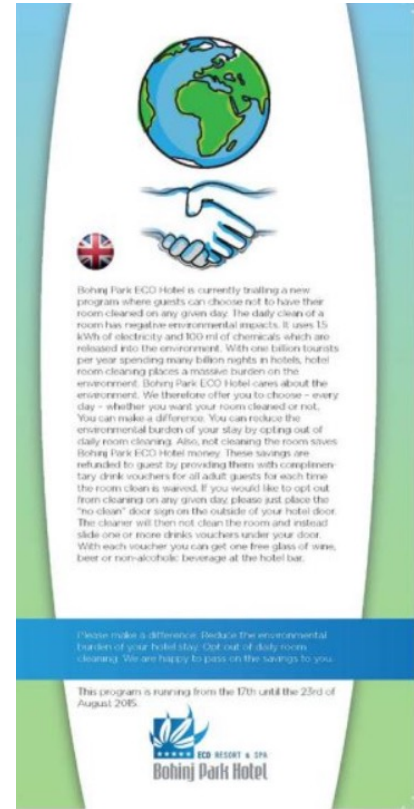 Bohinj Park ECO Hotel is currently trialling a new
program where guests can choose not to have their
room cleaned on any given day. The daily clean of a
room has negative environmental impacts. It uses 1.5
kWh of electricity and 100 ml of chemicals which are
released into the environment. With one billion tourists
per year spending many billion nights in hotels, hotel
room cleaning places a massive burden on the
environment. Bohinj Park ECO Hotel cares about the
environment. We therefore offer you to choose – every
day – whether you want your room cleaned or not.
You can make a difference. You can reduce the
environmental burden of your stay by opting out of
daily room cleaning. Also, not cleaning the room saves
Bohinj Park ECO Hotel money. These savings are
refunded to guest by providing them with complimen-
tary drink vouchers for all adult guests for each time
the room clean is waived. If you would like to opt out
from cleaning on any given day, please just place the
"no clean" door sign on the outside of your hotel door.
The cleaner will then not clean the room and instead
slide one or more drinks vouchers under your door.
With each voucher you can get one free glass of wine,
beer or non-alcoholic beverage at the hotel bar.
Please make a difference. Reduce the environmental
burden of your hotel stay. Opt out of daily room
cleaning. We are happy to pass on the savings to you.
This program is running from the 17th until the 23rd of
August 2015.
ECO RESORT & SPA
Bohinj Park Hotel